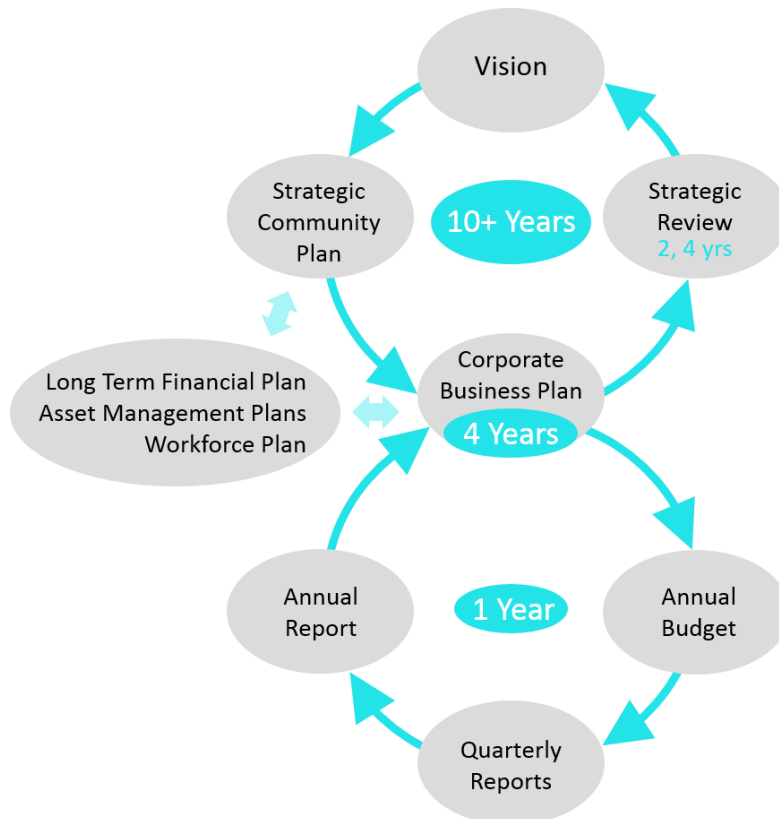 Vision
Strategic
Community
Plan
10+ Years
Strategic
Review
2, 4 yrs
Long Term Financial Plan
Asset Management Plans
Workforce Plan
Corporate
Business Plan
4 Years
Annual
Report
1 Year
Annual
Budget
Quarterly
Reports